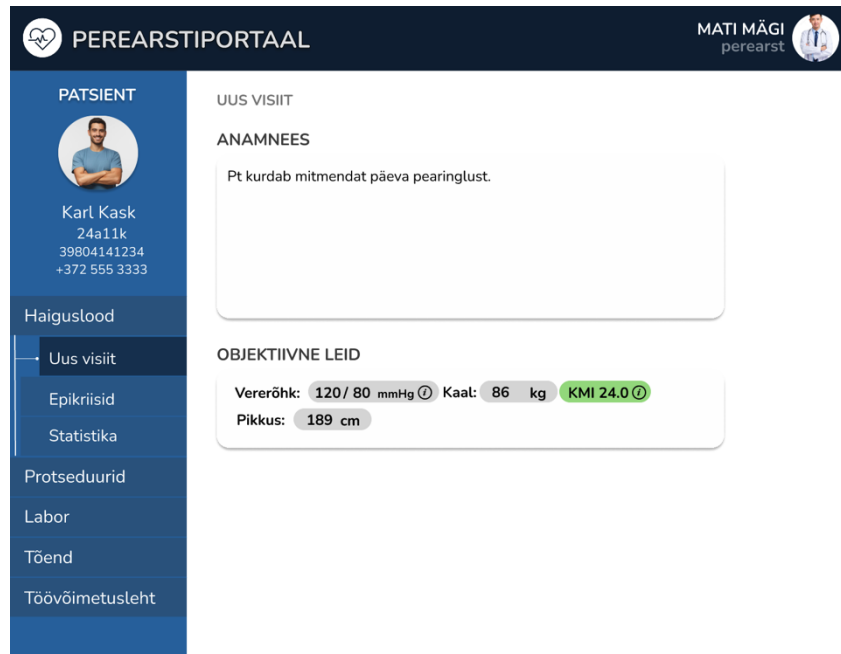 PEREARSTIPORTAAL
MATI MÄGI
perearst
PATSIENT
Karl Kask
24a11k
39804141234
+372 555 3333
Haiguslood
Uus visiit
Epikriisid
Statistika
Protseduurid
Labor
Tõend
Töövõimetusleht
UUS VISIIT
ANAMNEES
Pt kurdab mitmendat päeva pearinglust.
OBJEKTIIVNE LEID
Vererõhk: 120/ 80 mmHg i Kaal: 86 kg KMI 24.0 i
Pikkus: 189 cm